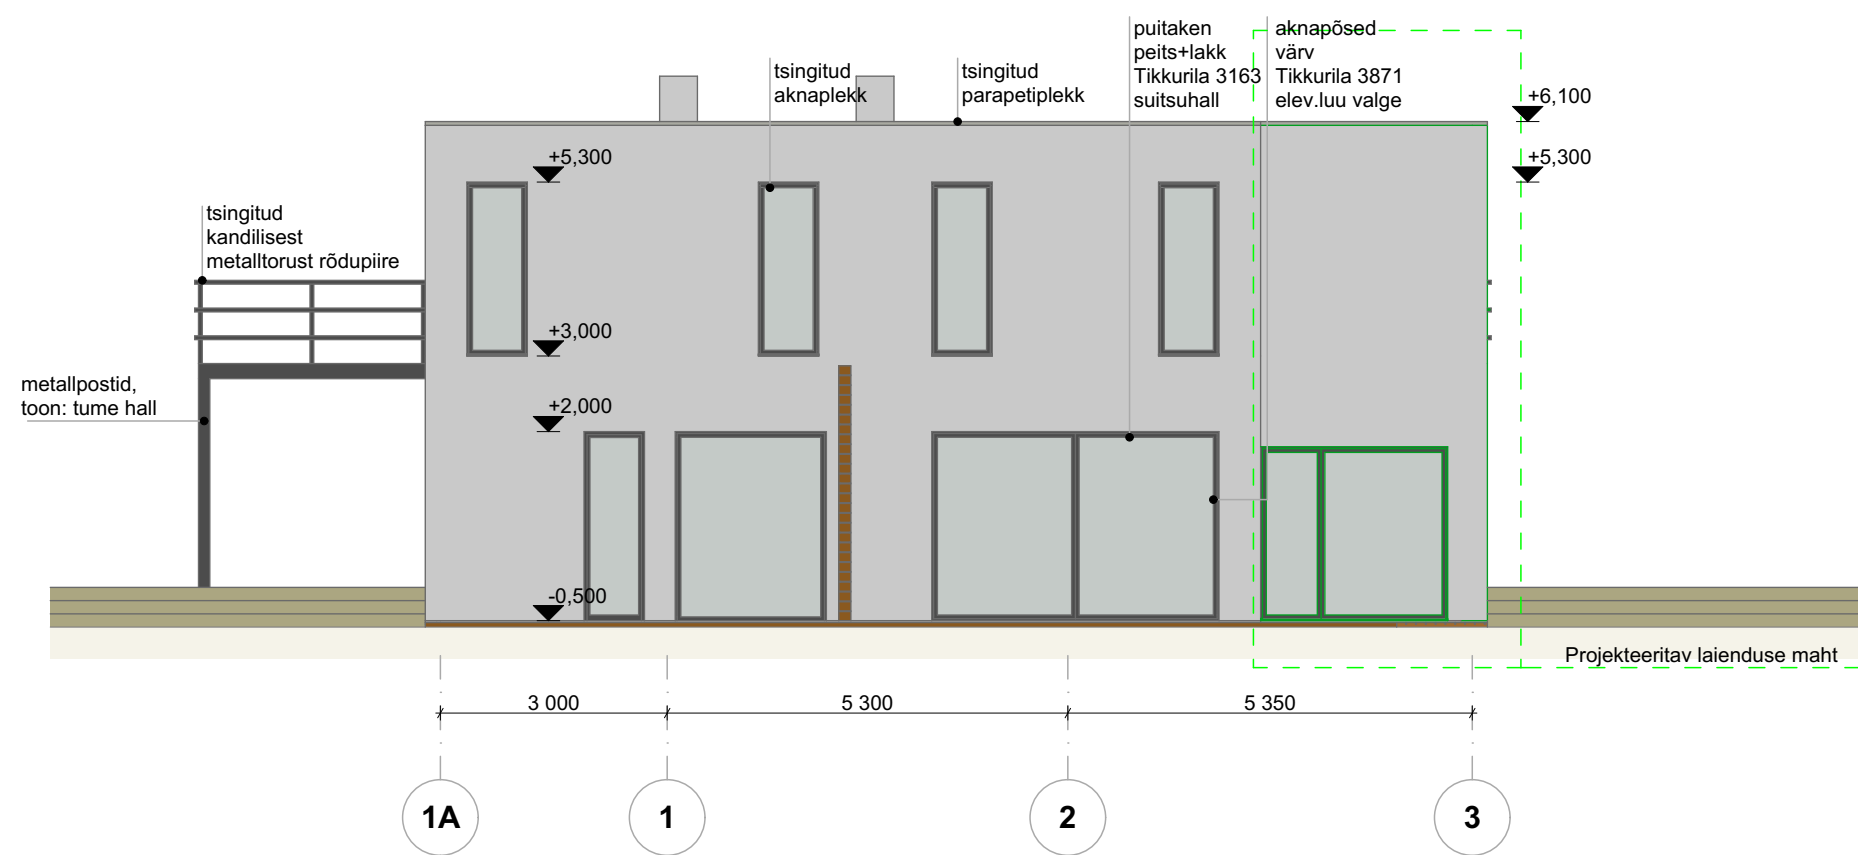 puitaken
peits+lakk
Tikkurila 3163
suitsuhall
aknapõsed
värv
Tikkurila 3871
elev.luu valge
tsingitud
aknaplekk
tsingitud
parapetiplekk
+6,100
+5,300
+5,300
tsingitud
kandilisest
metalltorust rõdupiire
+3,000
metallpostid,
toon: tume hall
+2,000
-0,500
Projekteeritav laienduse maht
3 000
5 300
5 350
1A
1
2
3